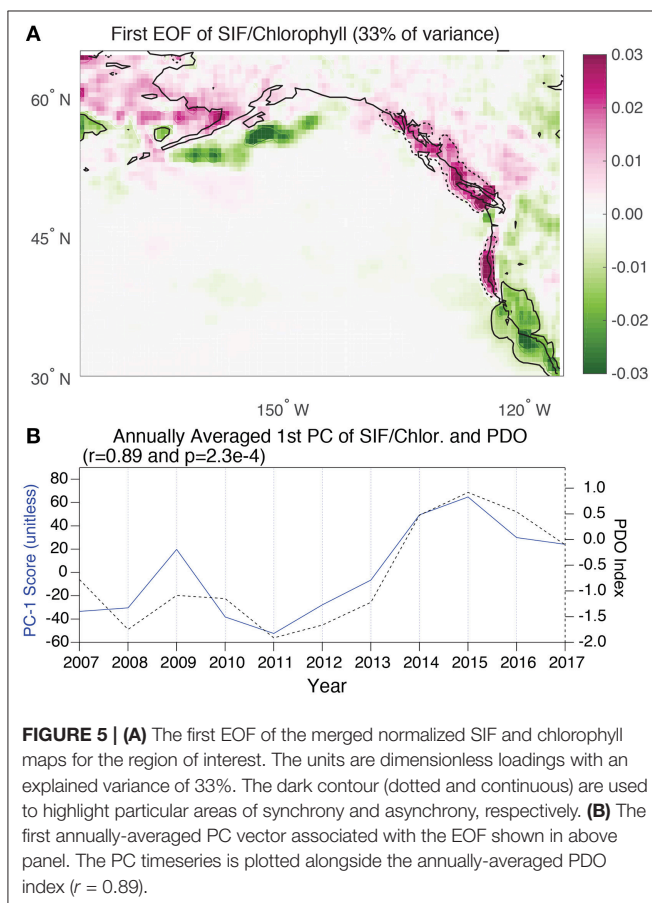 A
First EOF of SIF/Chlorophyll (33% of variance)
60° N
45° N
30° N
150° W
120° W
0.03
0.03
0.02
0.00
-0.01
-0.02
-0.03
B
Annually Averaged 1st PC of SIF/Chlor. and PDO
(r=0.89 and p=2.3e-4)
PC-1 Score (unitless)
80
60
40
20
0
-20
-40
-60
1.0
0.5
0.0
-0.5
-1.0
-1.5
-2.0
PDO Index
2007 2008 2009 2010 2011 2012 2013 2014 2015 2016 2017
Year
FIGURE 5 | (A) The first EOF of the merged normalized SIF and chlorophyll
maps for the region of interest. The units are dimensionless loadings with an
explained variance of 33%. The dark contour (dotted and continuous) are used
to highlight particular areas of synchrony and asynchrony, respectively. (B) The
first annually-averaged PC vector associated with the EOF shown in above
panel. The PC timeseries is plotted alongside the annually-averaged PDO
index (r = 0.89).